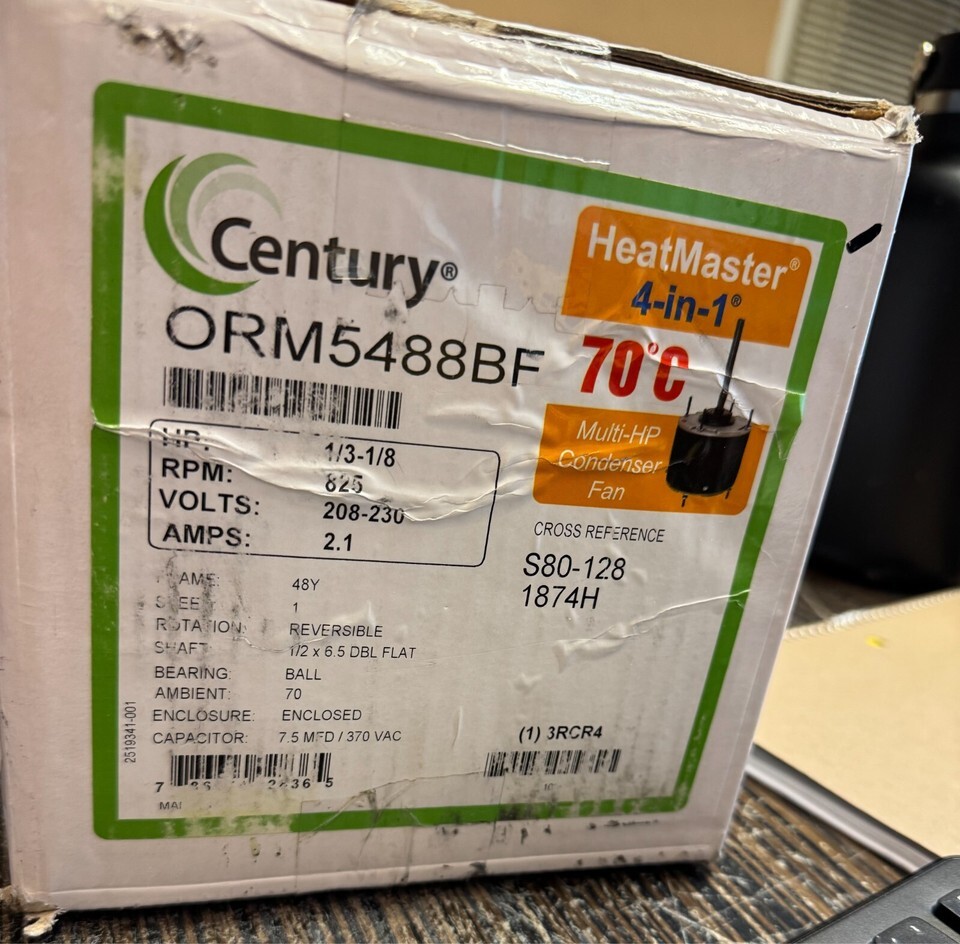 Century®
ORM5488BF
HeatMaster®
4-in-1®
70°C
Multi-HP
Condenser
Fan
HP: 1/3-1/8
RPM: 825
VOLTS: 208-230
AMPS: 2.1
CROSS REFERENCE
S80-128
1874H
FRAME: 48Y
1
ROTATION: REVERSIBLE
SHAFT: 1/2 x 6.5 DBL FLAT
BEARING: BALL
AMBIENT: 70
ENCLOSURE: ENCLOSED
CAPACITOR: 7.5 MFD / 370 VAC
2519341-001
(1) 3RCR4